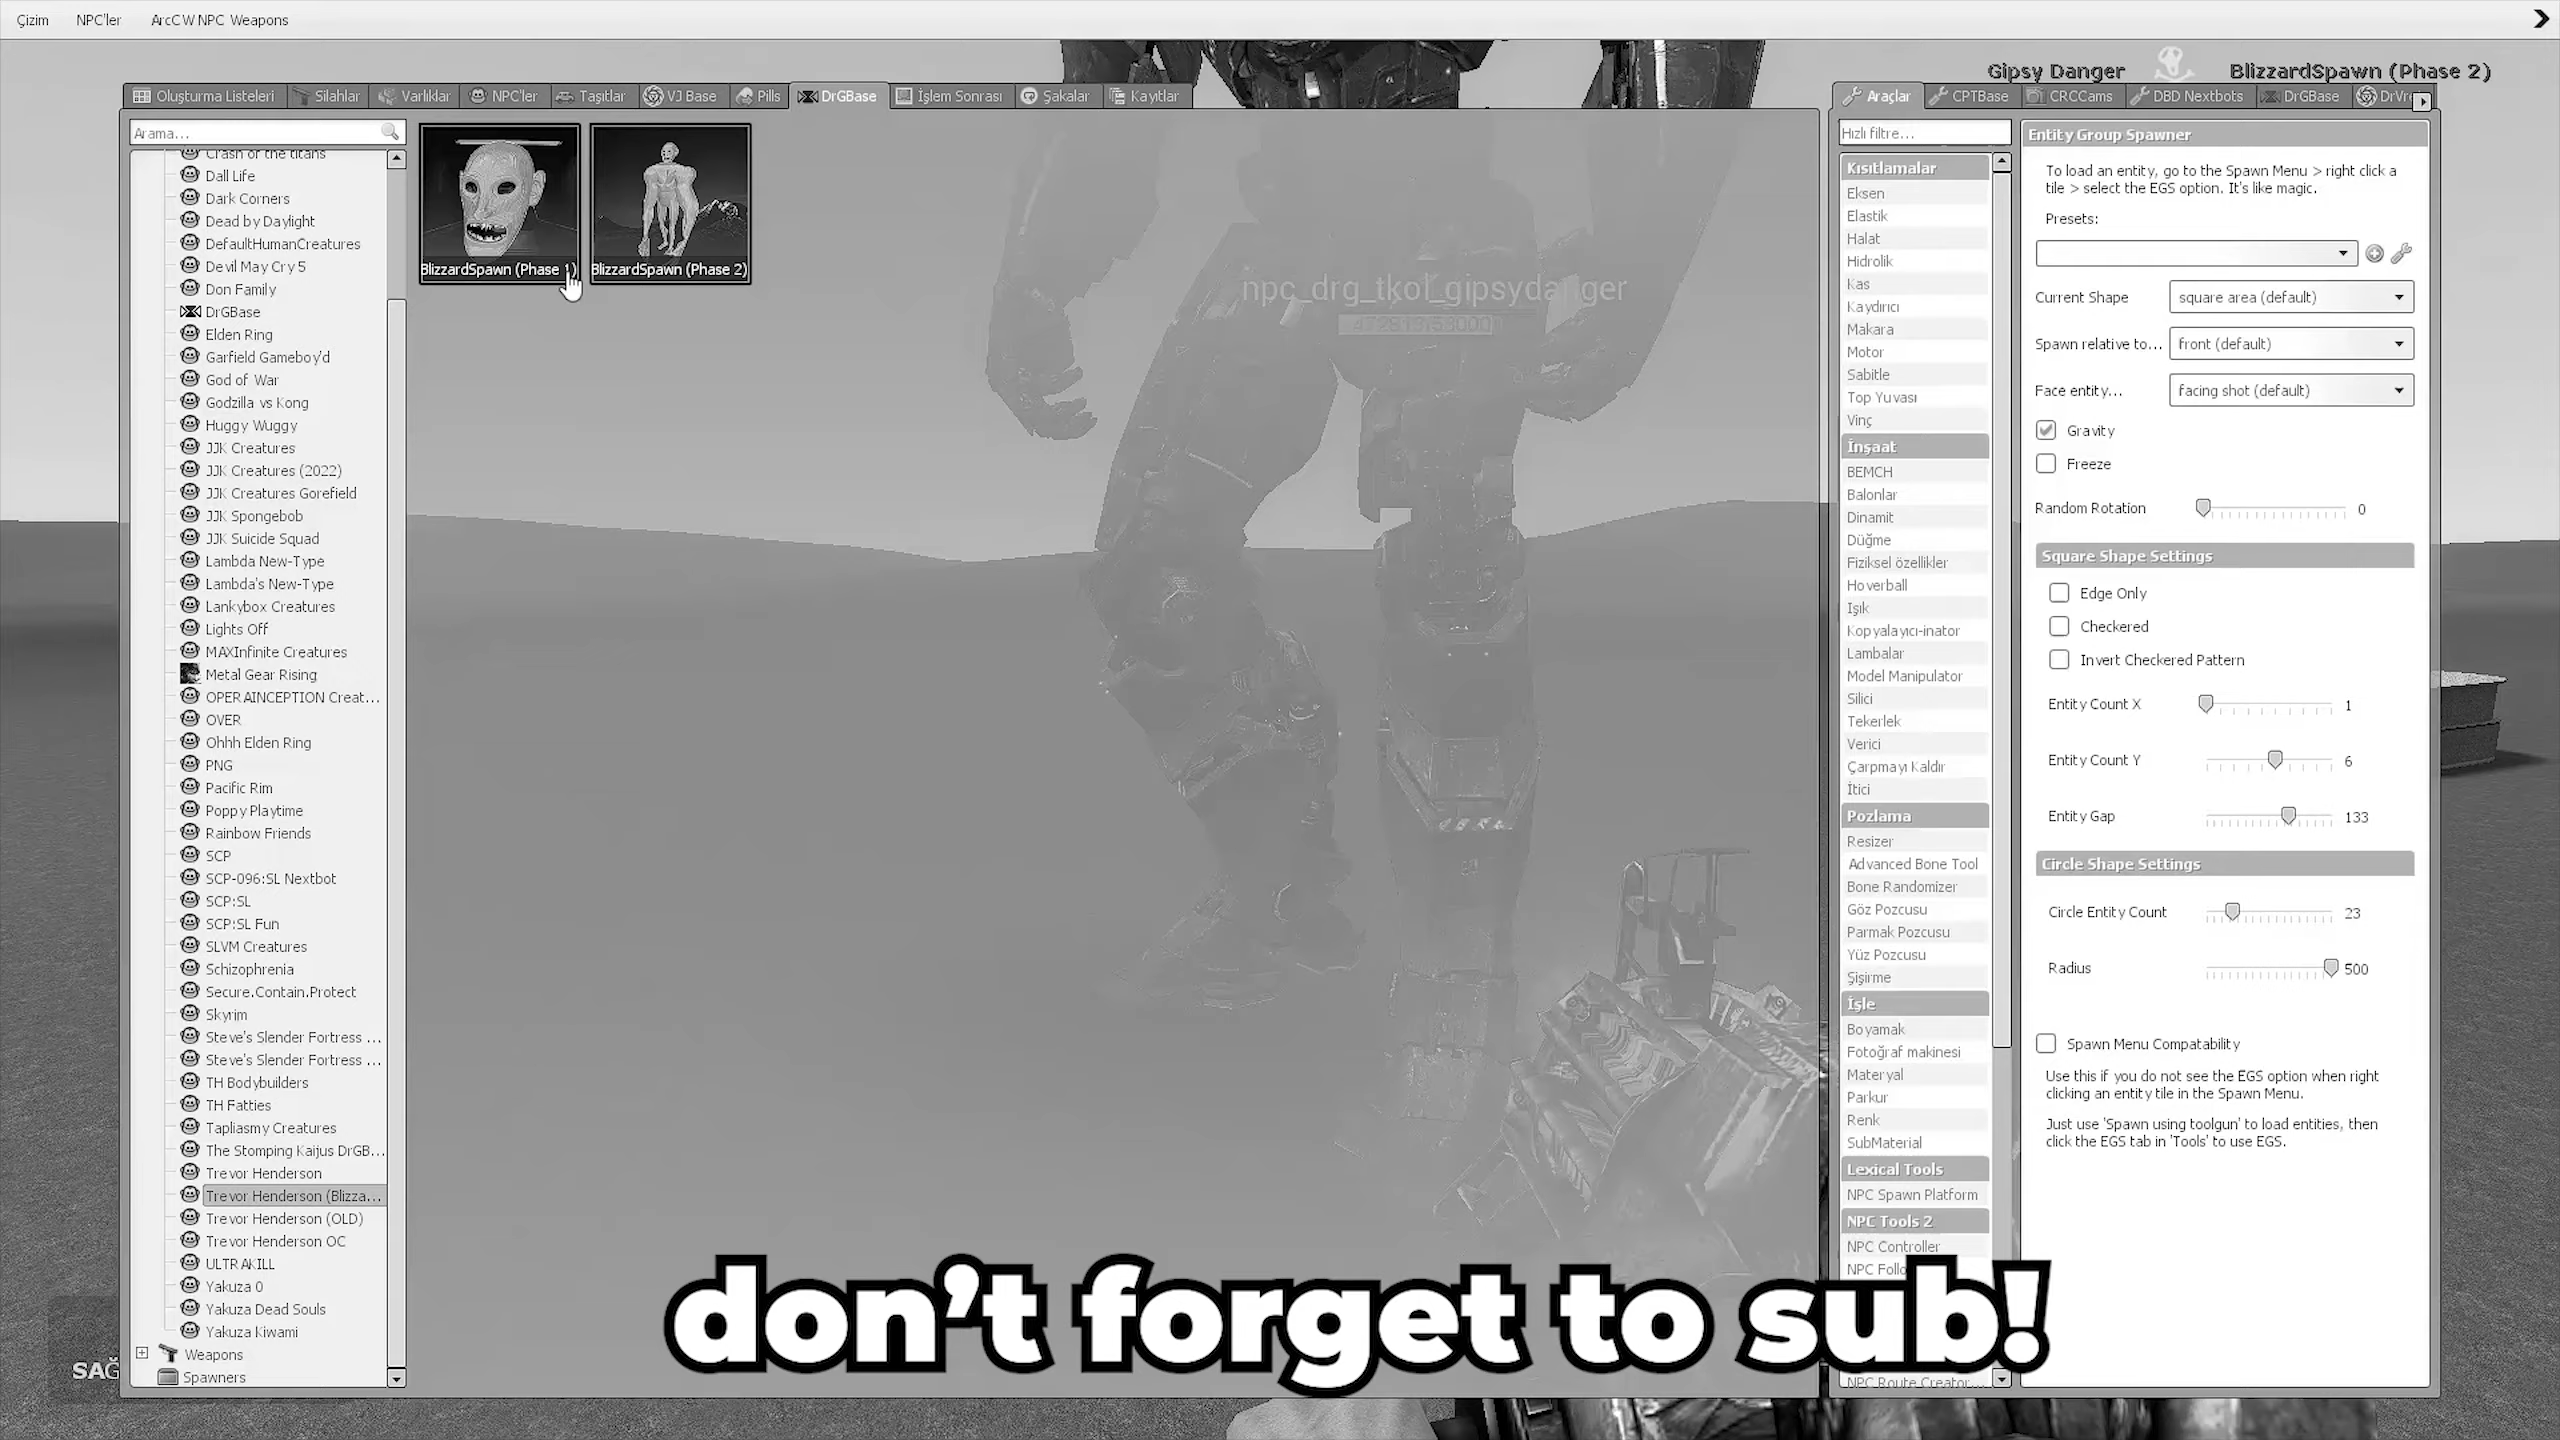 Çizim NPC'ler ArcCW NPC Weapons
Gipsy Danger BlizzardSpawn (Phase 2)
Oluşturma Listeleri Silahlar Varlıklar NPC'ler Taşıtlar VJ Base Pills DrGBase İşlem Sonrası Şakalar Kayıtlar
Araçlar CPTBase CRCCams DBD Nextbots DrGBase
Arama...
Crash of the titans
Dall Life
Dark Corners
Dead by Daylight
DefaultHumanCreatures
Devil May Cry 5
Don Family
DrGBase
Elden Ring
Garfield Gameboy'd
God of War
Godzilla vs Kong
Huggy Wuggy
JJK Creatures
JJK Creatures (2022)
JJK Creatures Gorefield
JJK Spongebob
JJK Suicide Squad
Lambda New-Type
Lambda's New-Type
Lankybox Creatures
Lights Off
MAXInfinite Creatures
Metal Gear Rising
OPERAINCEPTION Creat...
OVER
Ohhh Elden Ring
PNG
Pacific Rim
Poppy Playtime
Rainbow Friends
SCP
SCP-096:SL Nextbot
SCP:SL
SCP:SL Fun
SLVM Creatures
Schizophrenia
Secure.Contain.Protect
Skyrim
Steve's Slender Fortress ...
Steve's Slender Fortress ...
TH Bodybuilders
TH Fatties
Tapliasmy Creatures
The Stomping Kaijus DrGB...
Trevor Henderson
Trevor Henderson (Blizza...
Trevor Henderson (OLD)
Trevor Henderson OC
ULTRAKILL
Yakuza 0
Yakuza Dead Souls
Yakuza Kiwami
Weapons
Spawners
BlizzardSpawn (Phase 1) BlizzardSpawn (Phase 2)
npc_drg_tkof_gipsydanger
Hızlı filtre...
Kısıtlamalar
Eksen
Elastik
Halat
Hidrolik
Kas
Kaydırıcı
Makara
Motor
Sabitle
Top Yuvası
Vinç
İnşaat
BEMCH
Balonlar
Dinamit
Düğme
Fiziksel özellikler
Hoverball
Işık
Kopyalayıcı-inator
Lambalar
Model Manipulator
Silici
Tekerlek
Verici
Çarpmayı Kaldır
İtici
Pozlama
Resizer
Advanced Bone Tool
Bone Randomizer
Göz Pozcusu
Parmak Pozcusu
Yüz Pozcusu
Şişirme
İşle
Boyamak
Fotoğraf makinesi
Materyal
Parkur
Renk
SubMaterial
Lexical Tools
NPC Spawn Platform
NPC Tools 2
NPC Controller
NPC Follo
NPC Route Creator...
Entity Group Spawner
To load an entity, go to the Spawn Menu > right click a
tile > select the EGS option. It's like magic.
Presets:
Current Shape square area (default)
Spawn relative to... front (default)
Face entity... facing shot (default)
Gravity
Freeze
Random Rotation 0
Square Shape Settings
Edge Only
Checkered
Invert Checkered Pattern
Entity Count X 1
Entity Count Y 6
Entity Gap 133
Circle Shape Settings
Circle Entity Count 23
Radius 500
Spawn Menu Compatability
Use this if you do not see the EGS option when right
clicking an entity tile in the Spawn Menu.
Just use 'Spawn using toolgun' to load entities, then
click the EGS tab in 'Tools' to use EGS.
SAĞ
don't forget to sub!